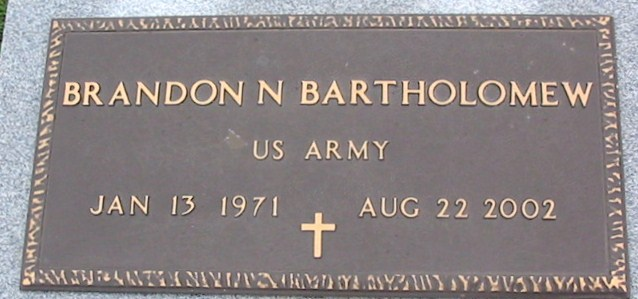 BRANDON N BARTHOLOMEW
US ARMY
JAN 13 1971 AUG 22 2002